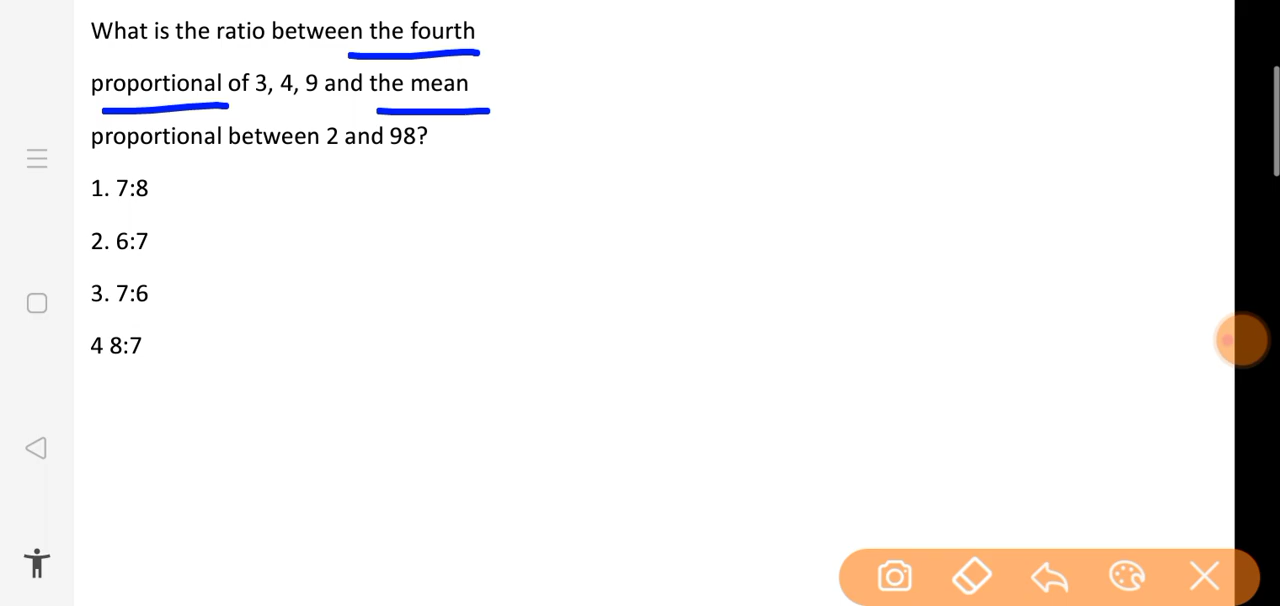 What is the ratio between the fourth
proportional of 3, 4, 9 and the mean
proportional between 2 and 98?
1. 7:8
2. 6:7
3. 7:6
4 8:7